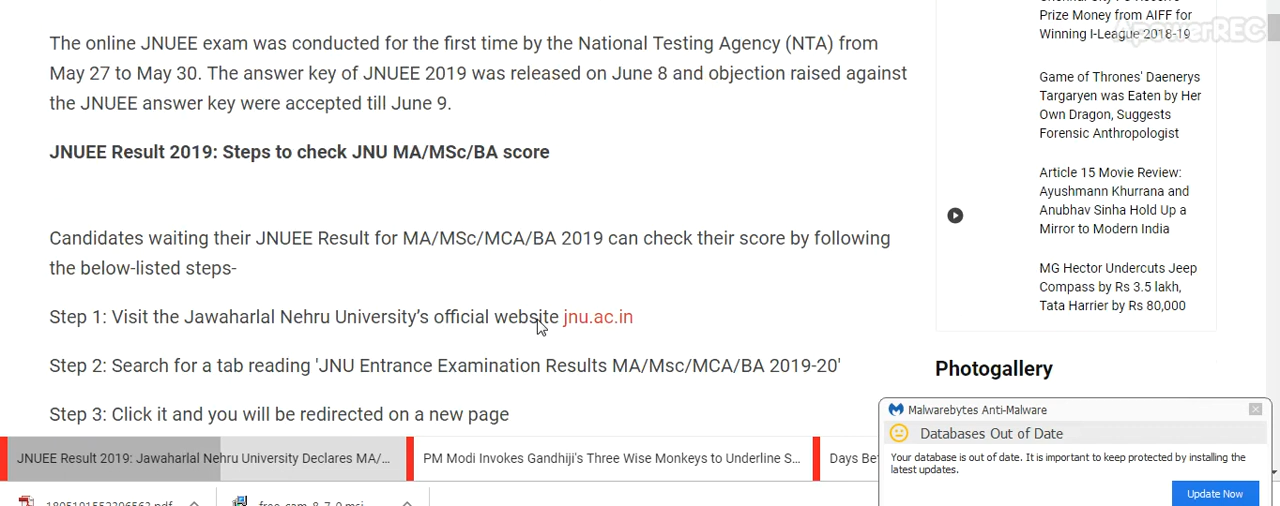 The online JNUEE exam was conducted for the first time by the National Testing Agency (NTA) from
May 27 to May 30. The answer key of JNUEE 2019 was released on June 8 and objection raised against
the JNUEE answer key were accepted till June 9.
JNUEE Result 2019: Steps to check JNU MA/MSc/BA score
Candidates waiting their JNUEE Result for MA/MSc/MCA/BA 2019 can check their score by following
the below-listed steps-
Step 1: Visit the Jawaharlal Nehru University's official website jnu.ac.in
Step 2: Search for a tab reading 'JNU Entrance Examination Results MA/Msc/MCA/BA 2019-20'
Step 3: Click it and you will be redirected on a new page
Prize Money from AIFF for
Winning I-League 2018-19
ApowerREC
Game of Thrones' Daenerys
Targaryen was Eaten by Her
Own Dragon, Suggests
Forensic Anthropologist
Article 15 Movie Review:
Ayushmann Khurrana and
Anubhav Sinha Hold Up a
Mirror to Modern India
MG Hector Undercuts Jeep
Compass by Rs 3.5 lakh,
Tata Harrier by Rs 80,000
Photogallery
Malwarebytes Anti-Malware
Databases Out of Date
Your database is out of date. It is important to keep protected by installing the
latest updates.
Update Now
JNUEE Result 2019: Jawaharlal Nehru University Declares MA/...
PM Modi Invokes Gandhiji's Three Wise Monkeys to Underline S...
Days Be